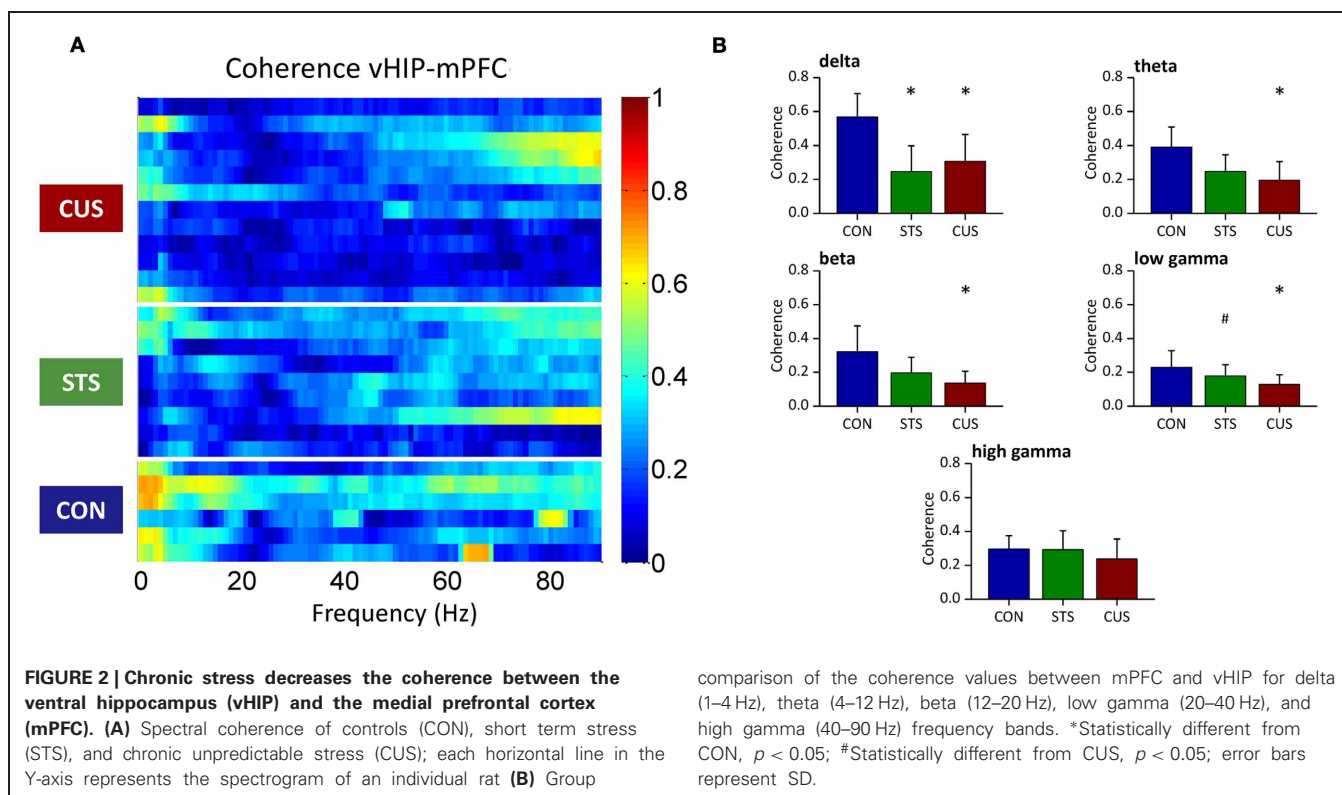 A
Coherence vHIP-mPFC
CUS
STS
CON
1
0.8
0.6
0.4
0.2
0
0 20 40 60 80
Frequency (Hz)
B
delta
0.8
0.6
0.4
0.2
0.0
Coherence
* *
CON STS CUS
theta
0.8
0.6
0.4
0.2
0.0
Coherence
*
CON STS CUS
beta
0.8
0.6
0.4
0.2
0.0
Coherence
*
CON STS CUS
low gamma
0.8
0.6
0.4
0.2
0.0
Coherence
# *
CON STS CUS
high gamma
0.8
0.6
0.4
0.2
0.0
Coherence
CON STS CUS
FIGURE 2 | Chronic stress decreases the coherence between the
ventral hippocampus (vHIP) and the medial prefrontal cortex
(mPFC). (A) Spectral coherence of controls (CON), short term stress
(STS), and chronic unpredictable stress (CUS); each horizontal line in the
Y-axis represents the spectrogram of an individual rat (B) Group
comparison of the coherence values between mPFC and vHIP for delta
(1–4 Hz), theta (4–12 Hz), beta (12–20 Hz), low gamma (20–40 Hz), and
high gamma (40–90 Hz) frequency bands. *Statistically different from
CON, p < 0.05; #Statistically different from CUS, p < 0.05; error bars
represent SD.